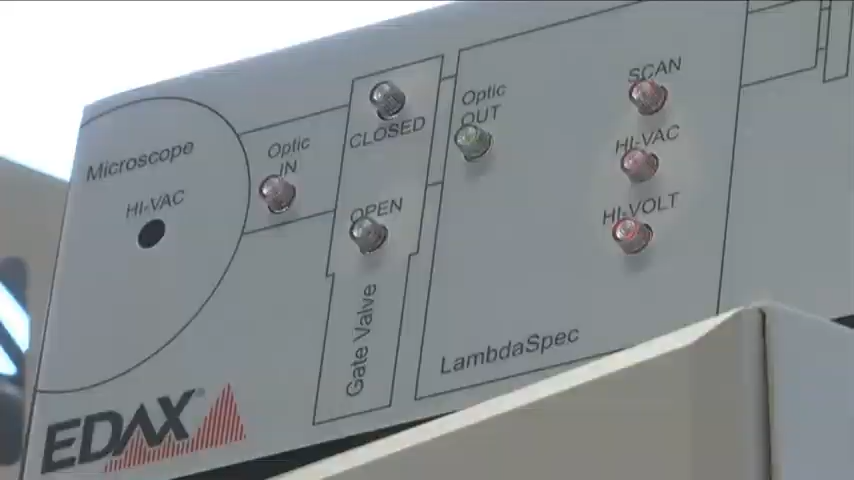 Microscope
HI-VAC
Optic
IN
CLOSED
OPEN
Gate Valve
Optic
OUT
SCAN
HI-VAC
HI-VOLT
LambdaSpec
EDAX®